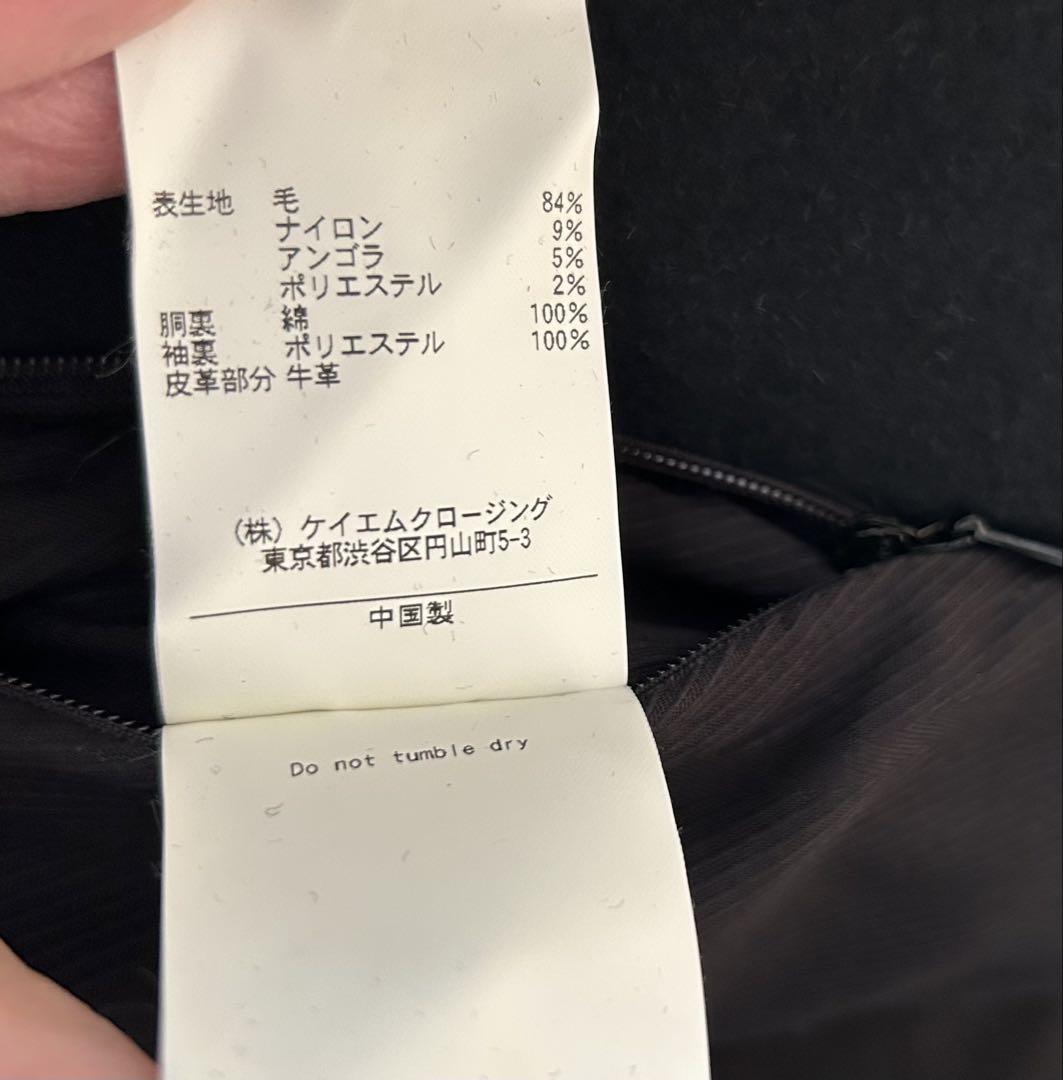 表生地 毛 84%
ナイロン 9%
アンゴラ 5%
ポリエステル 2%
胴裏 綿 100%
袖裏 ポリエステル 100%
皮革部分 牛革
(株) ケイエムクロージング
東京都渋谷区円山町5-3
中国製
Do not tumble dry